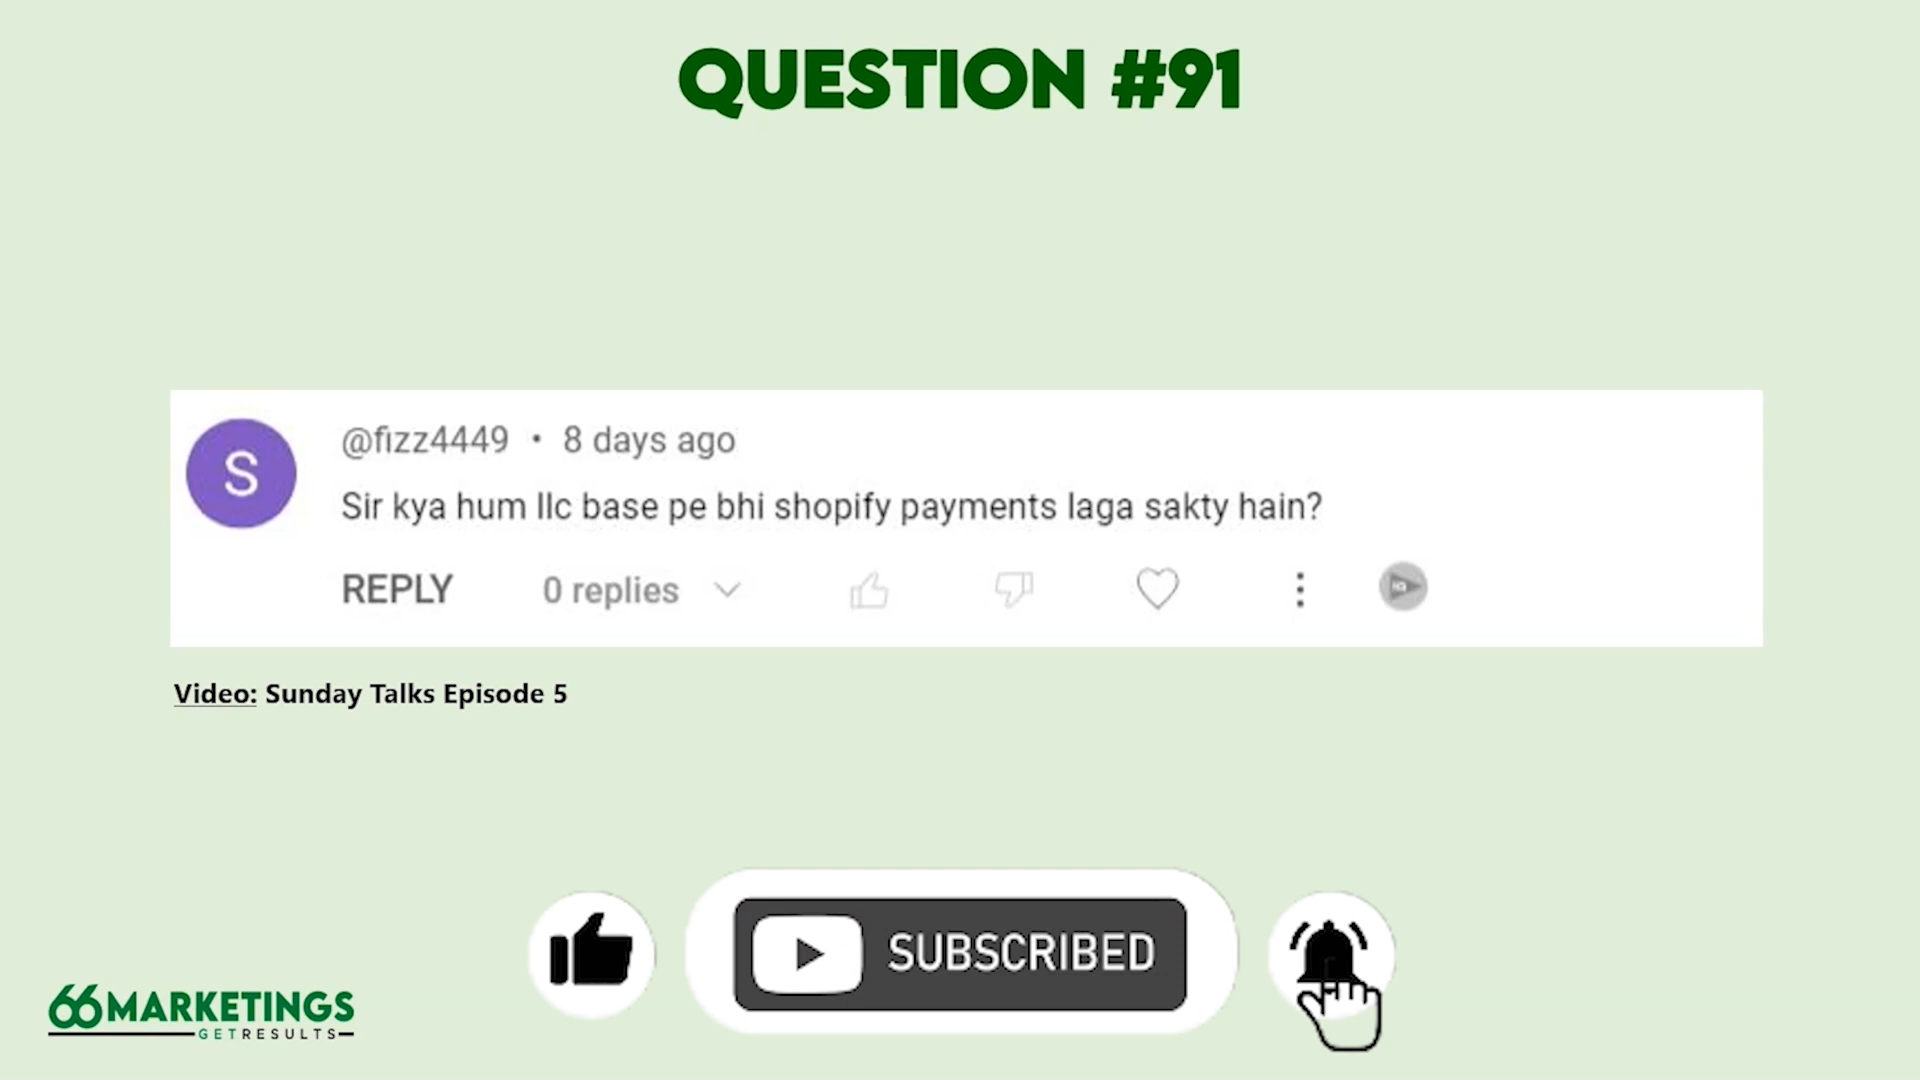 QUESTION #91
S
@fizz4449 • 8 days ago
Sir kya hum llc base pe bhi shopify payments laga sakty hain?
REPLY 0 replies
Video: Sunday Talks Episode 5
SUBSCRIBED
66MARKETINGS
GETRESULTS